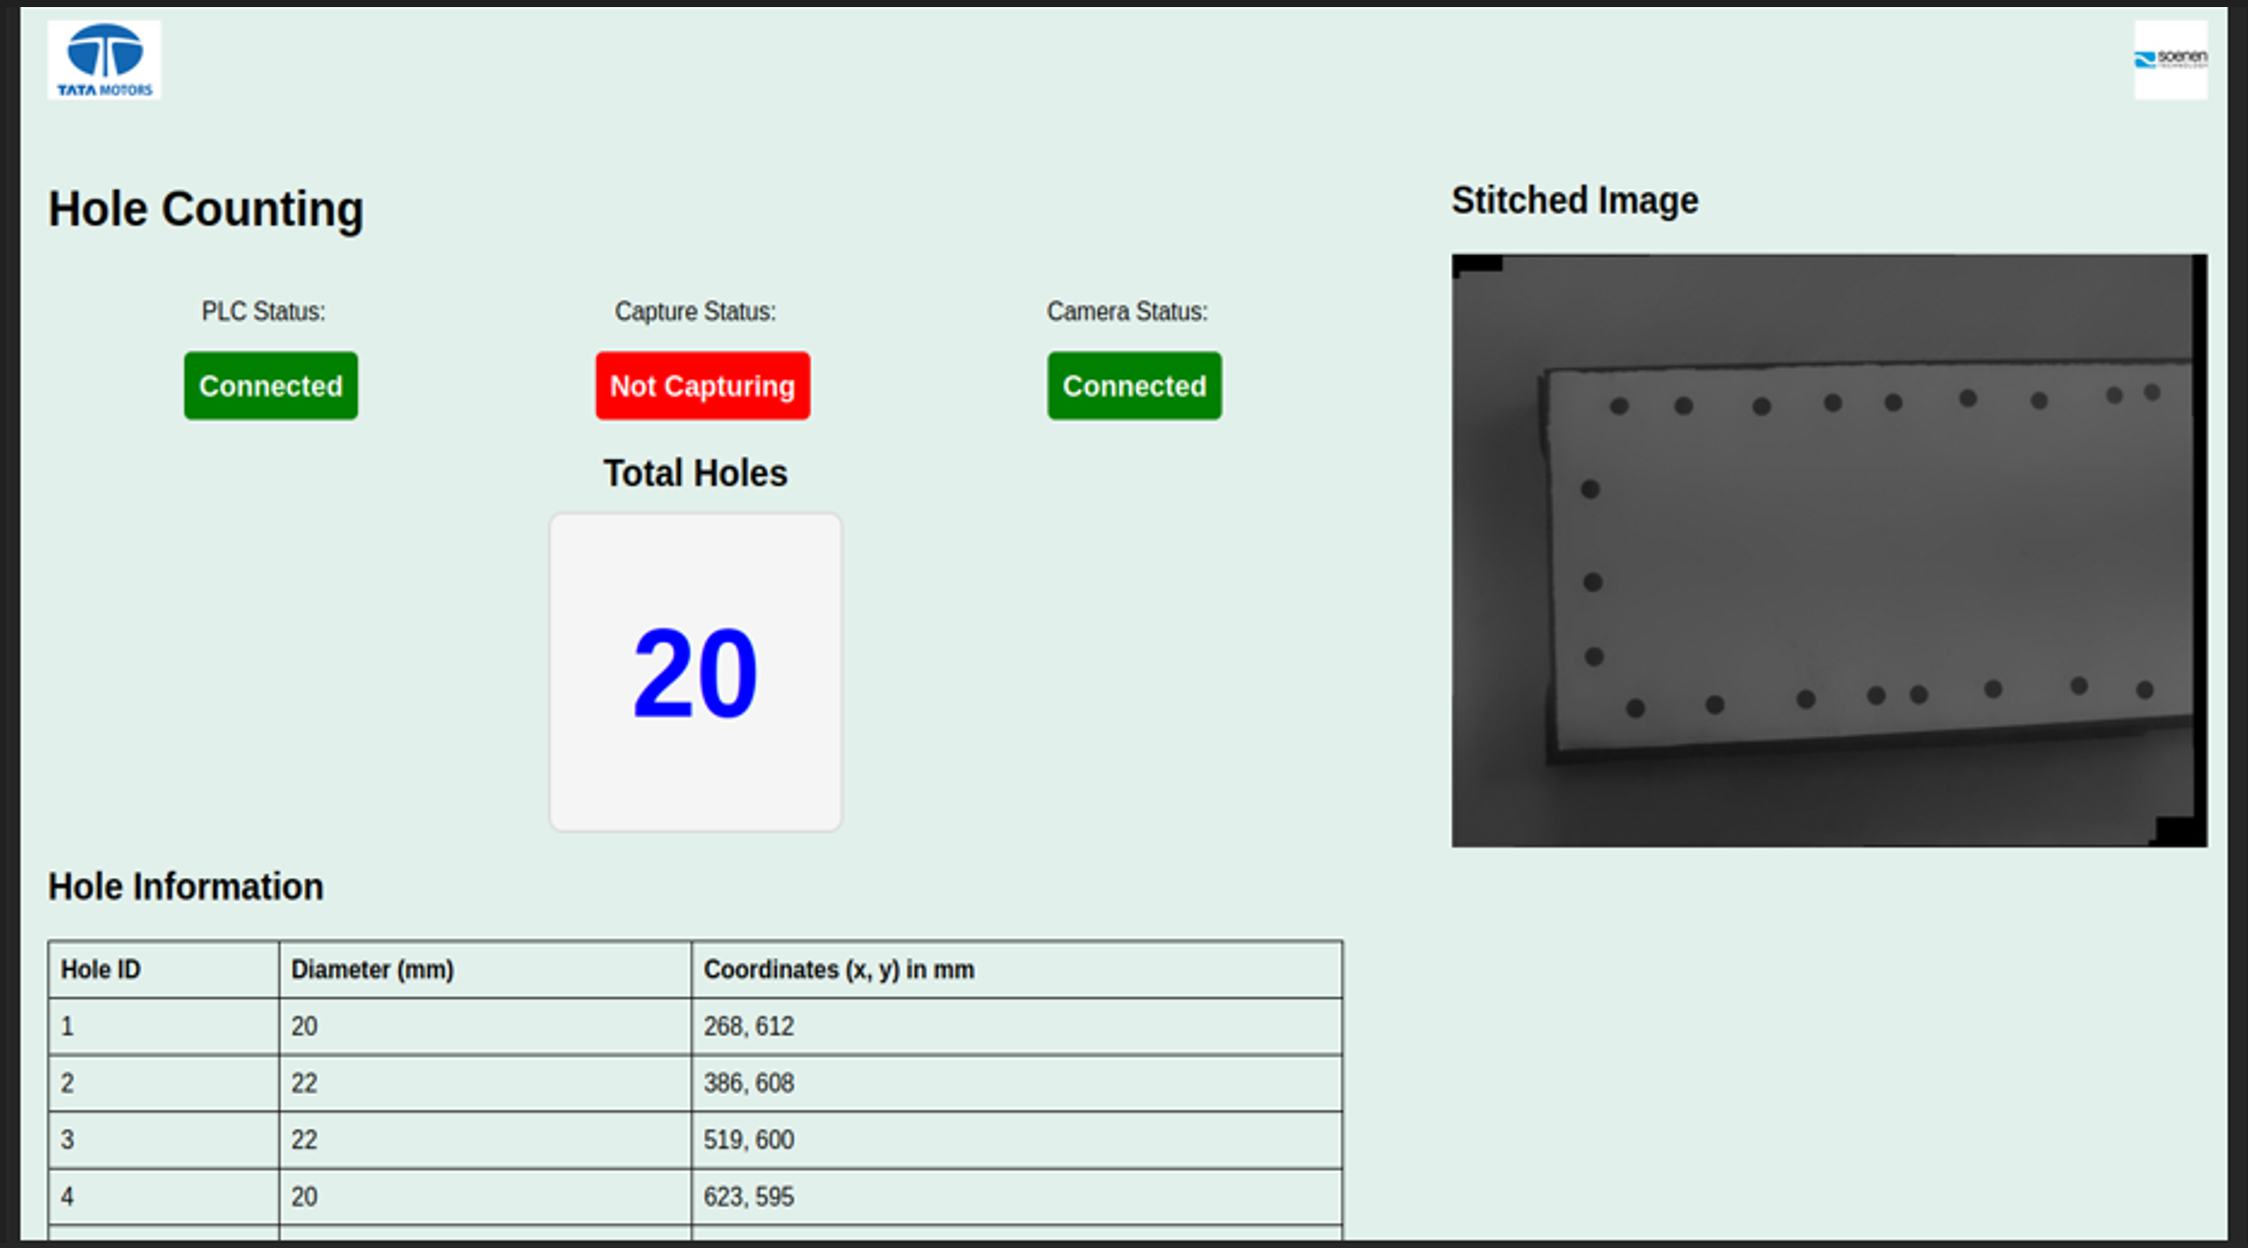 TATA MOTORS
soenen
TECHNOLOGY
Hole Counting
Stitched Image
PLC Status:
Capture Status:
Camera Status:
Connected
Not Capturing
Connected
Total Holes
20
Hole Information
Hole ID Diameter (mm) Coordinates (x, y) in mm
1 20 268, 612
2 22 386, 608
3 22 519, 600
4 20 623, 595